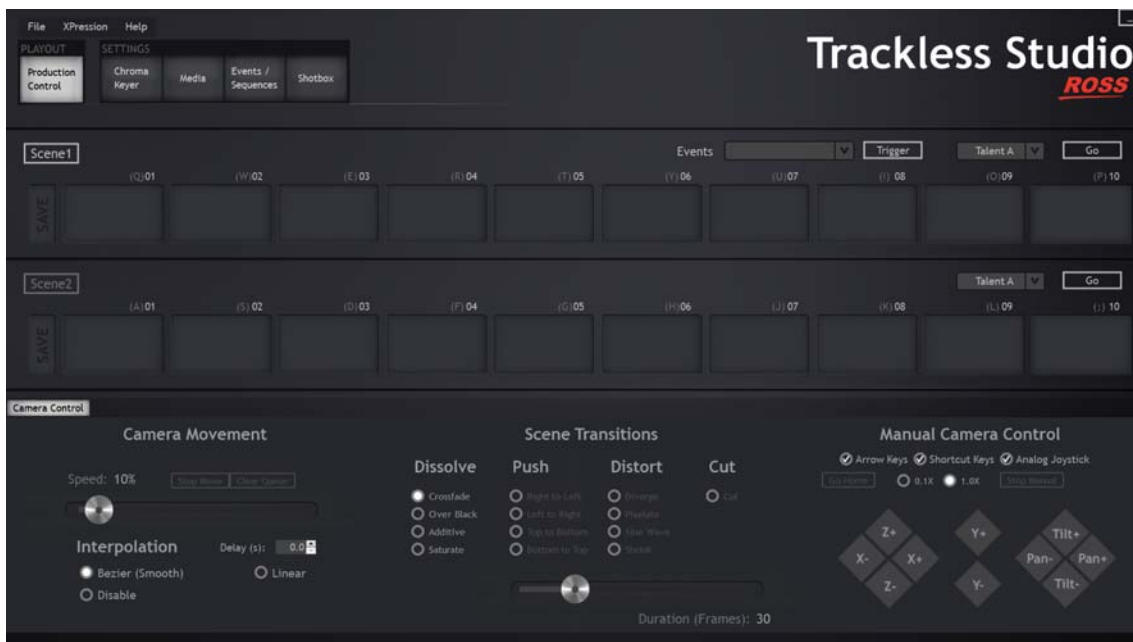 File XPression Help
PLAYOUT SETTINGS
Production Control
Chroma Keyer
Media
Events / Sequences
Shotbox
Trackless Studio
ROSS
Scene1
Events
Trigger
Talent A
Go
(Q)01 (W)02 (E)03 (R)04 (T)05 (Y)06 (U)07 (I) 08 (O)09 (P)10
SAVE
Scene2
Talent A
Go
(A)01 (S)02 (D)03 (F)04 (G)05 (H)06 (J)07 (K)08 (L)09 (;) 10
SAVE
Camera Control
Camera Movement
Speed: 10% Stop Move Clear Queue
Interpolation Delay (s): 0.0
Bezier (Smooth) Linear
Disable
Scene Transitions
Dissolve Push Distort Cut
Crossfade Right to Left Diverge Cut
Over Black Left to Right Pixelate
Additive Top to Bottom Sine Wave
Saturate Bottom to Top Shrink
Duration (Frames): 30
Manual Camera Control
Arrow Keys Shortcut Keys Analog Joystick
Go Home 0.1X 1.0X Stop Manual
Z+ Y+ Tilt+
X- X+ Pan- Pan+
Z- Y- Tilt-